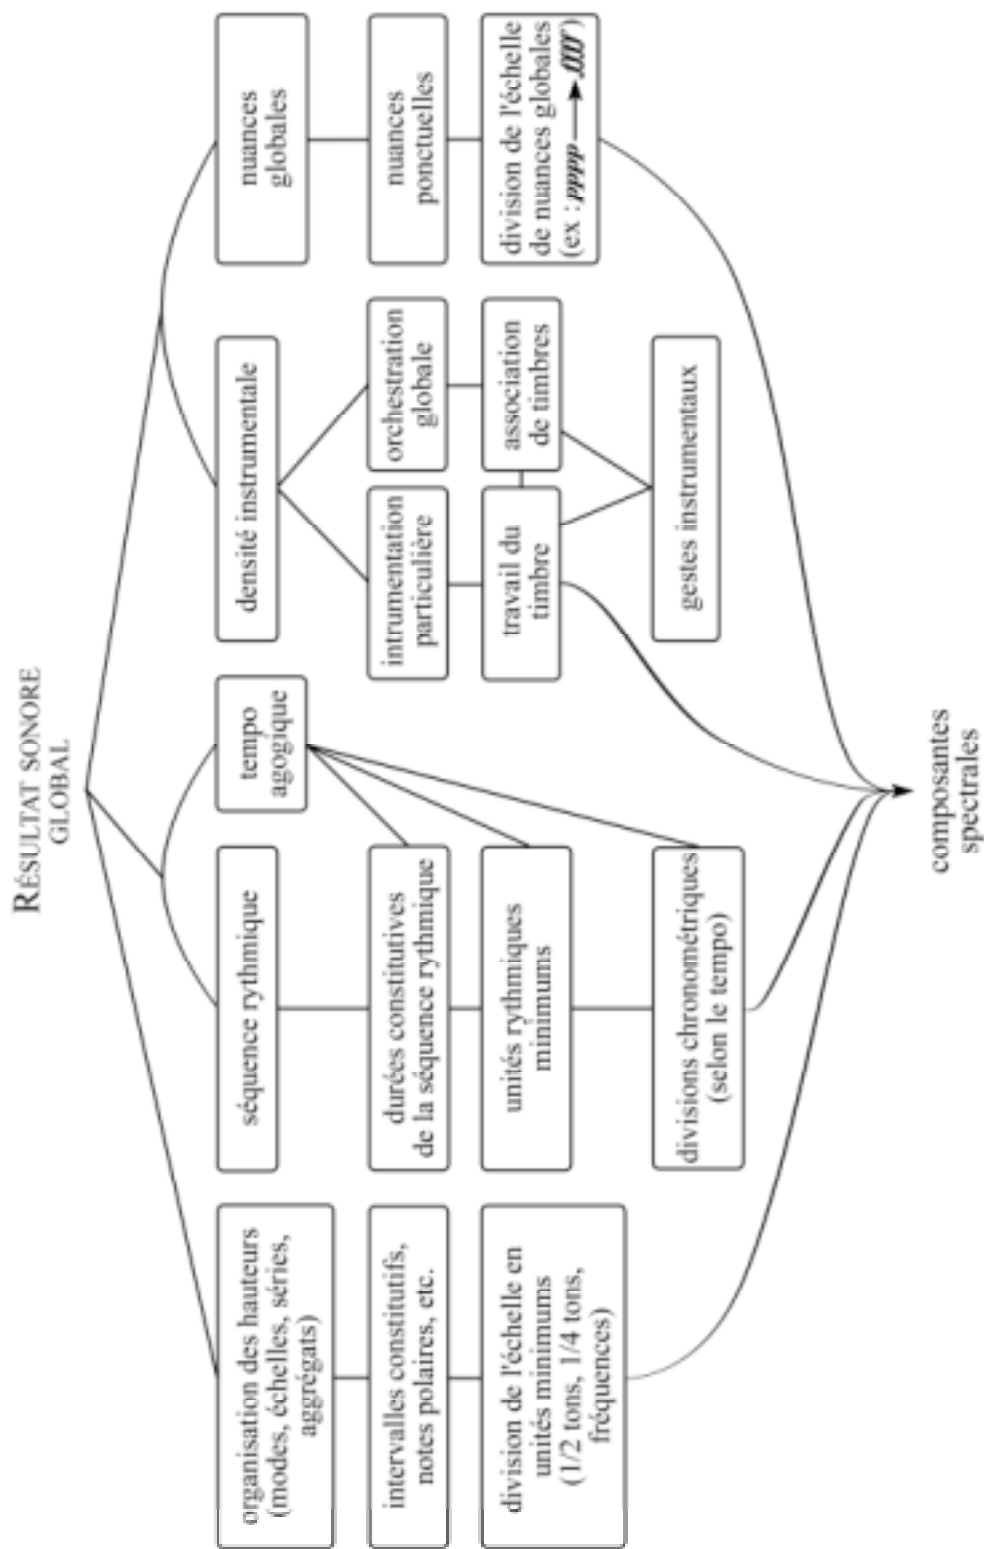 RÉSULTAT SONORE
GLOBAL
organisation des hauteurs
(modes, échelles, séries,
aggrégats)
séquence rythmique
tempo
agogique
densité instrumentale
nuances
globales
intervalles constitutifs,
notes polaires, etc.
durées constitutives
de la séquence rythmique
intrumentation
particulière
orchestration
globale
nuances
ponctuelles
division de l'échelle en
unités minimums
(1/2 tons, 1/4 tons,
fréquences)
unités rythmiques
minimums
travail du
timbre
association
de timbres
division de l'échelle
de nuances globales
(ex : ppppp → ffff)
divisions chronométriques
(selon le tempo)
gestes instrumentaux
composantes
spectrales